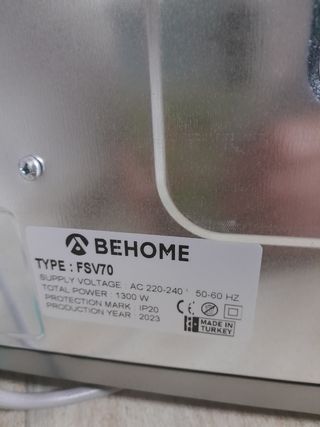 BEHOME
TYPE : FSV70
SUPPLY VOLTAGE : AC 220-240 ' 50-60 HZ
TOTAL POWER : 1300 W
PROTECTION MARK IP20
PRODUCTION YEAR 2023
CE
MADE IN
TURKEY